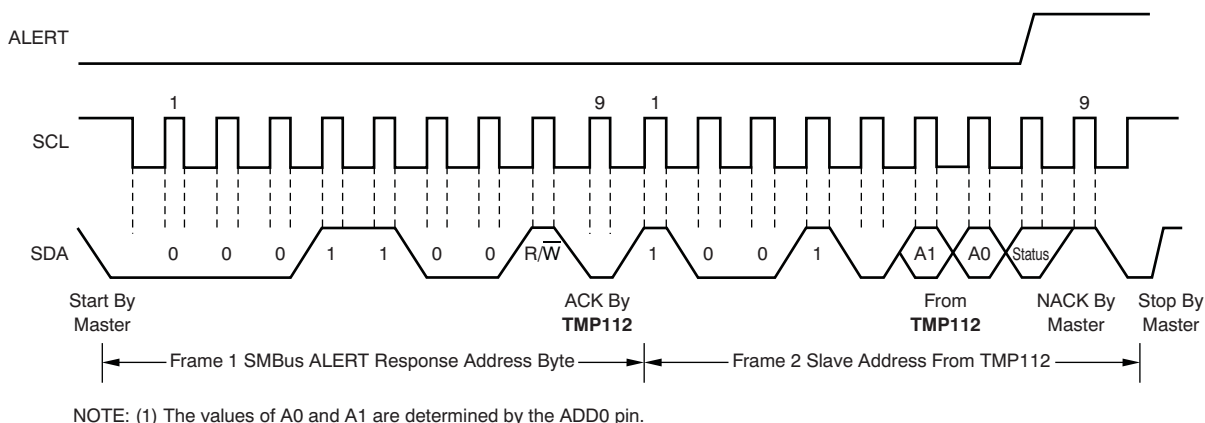 ALERT
1 9 1 9
SCL
SDA 0 0 0 1 1 0 0 R/W 1 0 0 1 A1 A0 Status
Start By Master
ACK By TMP112
From TMP112
NACK By Master
Stop By Master
Frame 1 SMBus ALERT Response Address Byte
Frame 2 Slave Address From TMP112
NOTE: (1) The values of A0 and A1 are determined by the ADD0 pin.